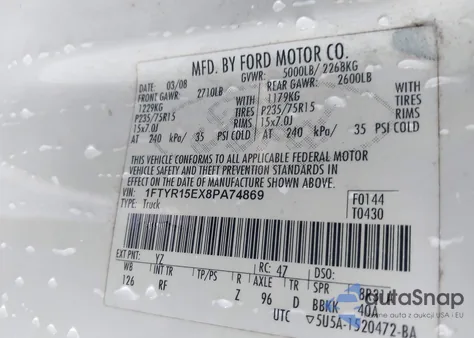 MFD. BY FORD MOTOR CO.
DATE: 03/08 GVWR: 5000LB/ 2268KG
FRONT GAWR: 2710LB REAR GAWR: 2600LB
1229KG WITH 1179KG WITH
P235/75R15 TIRES P235/75R15 TIRES
15x7.0J RIMS 15x7.0J RIMS
AT 240 kPa/ 35 PSI COLD AT 240 kPa/ 35 PSI COLD
THIS VEHICLE CONFORMS TO ALL APPLICABLE FEDERAL MOTOR
VEHICLE SAFETY AND THEFT PREVENTION STANDARDS IN
EFFECT ON THE DATE OF MANUFACTURE SHOWN ABOVE.
VIN: 1FTYR15EX8PA74869 F0144
TYPE: Truck T0430
EXT PNT: YZ RC: 47 DSO:
WB INT TR TP/PS R AXLE TR SPR
126 RF Z 96 D BBKK 40A
UTC ▽5U5A-1520472-BA
autaSnap